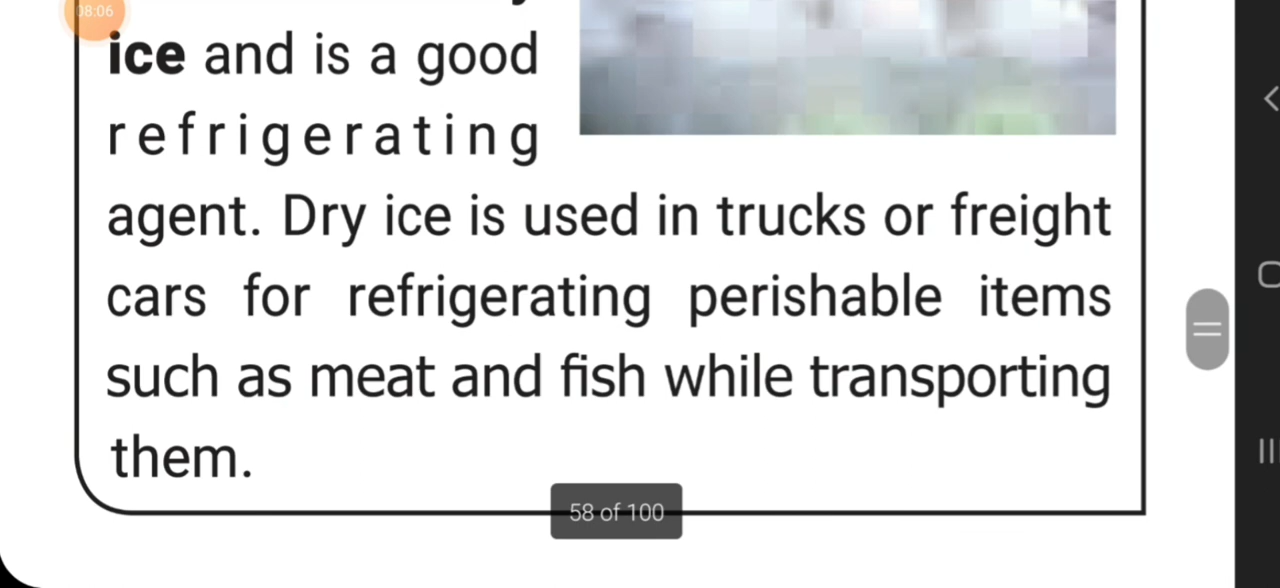 08:06
ice and is a good
refrigerating
agent. Dry ice is used in trucks or freight
cars for refrigerating perishable items
such as meat and fish while transporting
them.
58 of 100